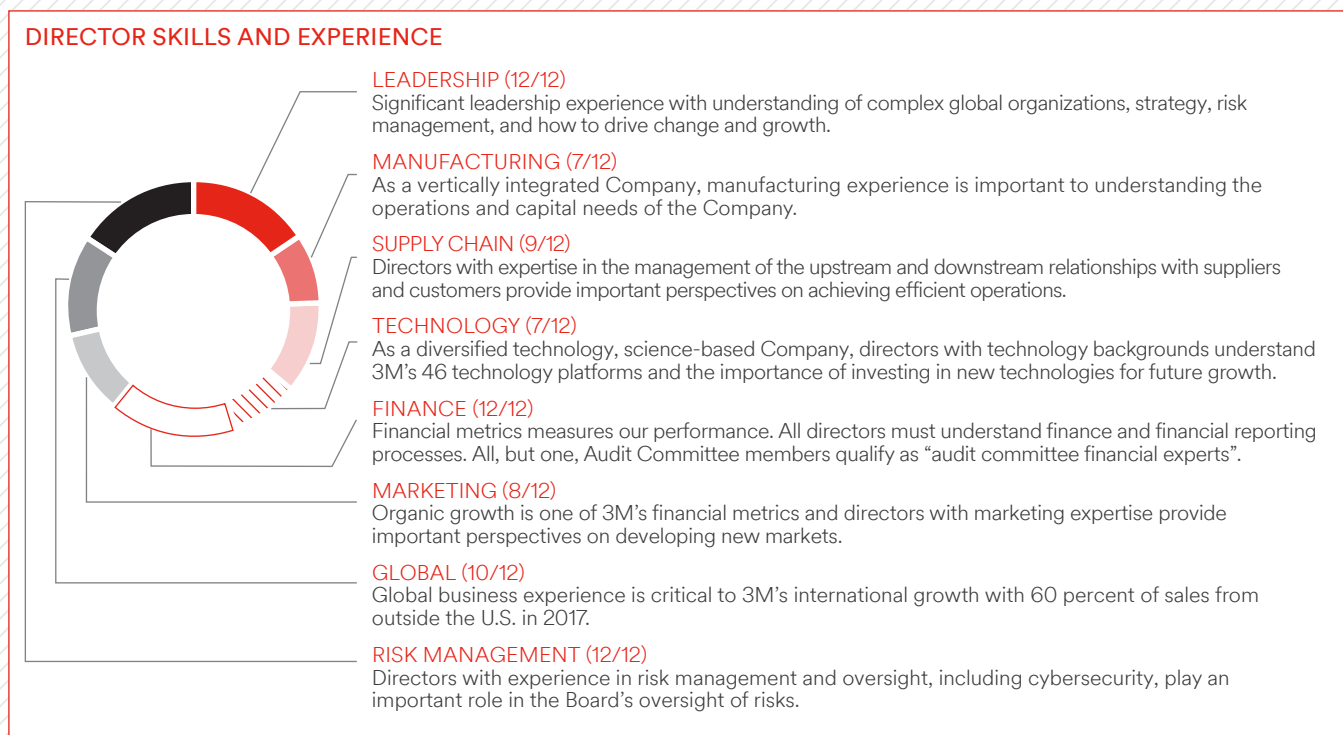 DIRECTOR SKILLS AND EXPERIENCE
LEADERSHIP (12/12)
Significant leadership experience with understanding of complex global organizations, strategy, risk
management, and how to drive change and growth.
MANUFACTURING (7/12)
As a vertically integrated Company, manufacturing experience is important to understanding the
operations and capital needs of the Company.
SUPPLY CHAIN (9/12)
Directors with expertise in the management of the upstream and downstream relationships with suppliers
and customers provide important perspectives on achieving efficient operations.
TECHNOLOGY (7/12)
As a diversified technology, science-based Company, directors with technology backgrounds understand
3M’s 46 technology platforms and the importance of investing in new technologies for future growth.
FINANCE (12/12)
Financial metrics measures our performance. All directors must understand finance and financial reporting
processes. All, but one, Audit Committee members qualify as “audit committee financial experts”.
MARKETING (8/12)
Organic growth is one of 3M’s financial metrics and directors with marketing expertise provide
important perspectives on developing new markets.
GLOBAL (10/12)
Global business experience is critical to 3M’s international growth with 60 percent of sales from
outside the U.S. in 2017.
RISK MANAGEMENT (12/12)
Directors with experience in risk management and oversight, including cybersecurity, play an
important role in the Board’s oversight of risks.